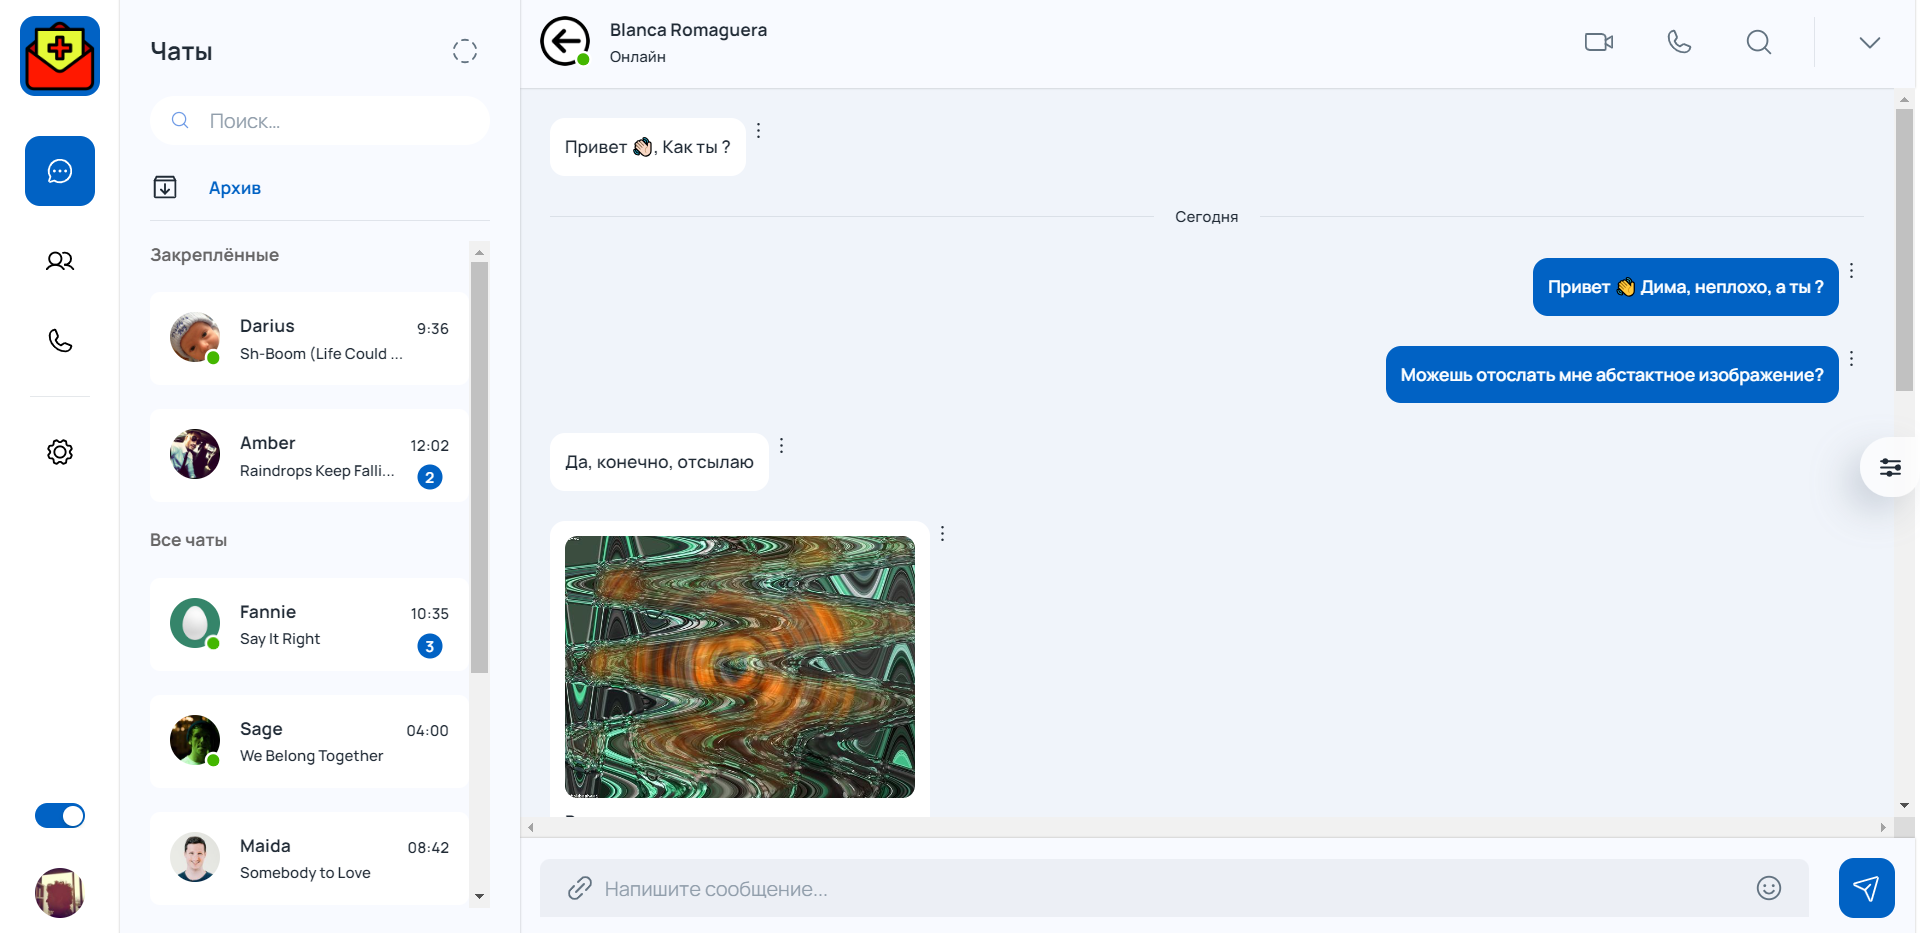 Чаты
Поиск...
Архив
Закреплённые
Darius
9:36
Sh-Boom (Life Could ...
Amber
12:02
Raindrops Keep Falli...
2
Все чаты
Fannie
10:35
Say It Right
3
Sage
04:00
We Belong Together
Maida
08:42
Somebody to Love
Blanca Romaguera
Онлайн
Привет 👋🏻, Как ты ?
Сегодня
Привет 👋 Дима, неплохо, а ты ?
Можешь отослать мне абстактное изображение?
Да, конечно, отсылаю
Напишите сообщение...